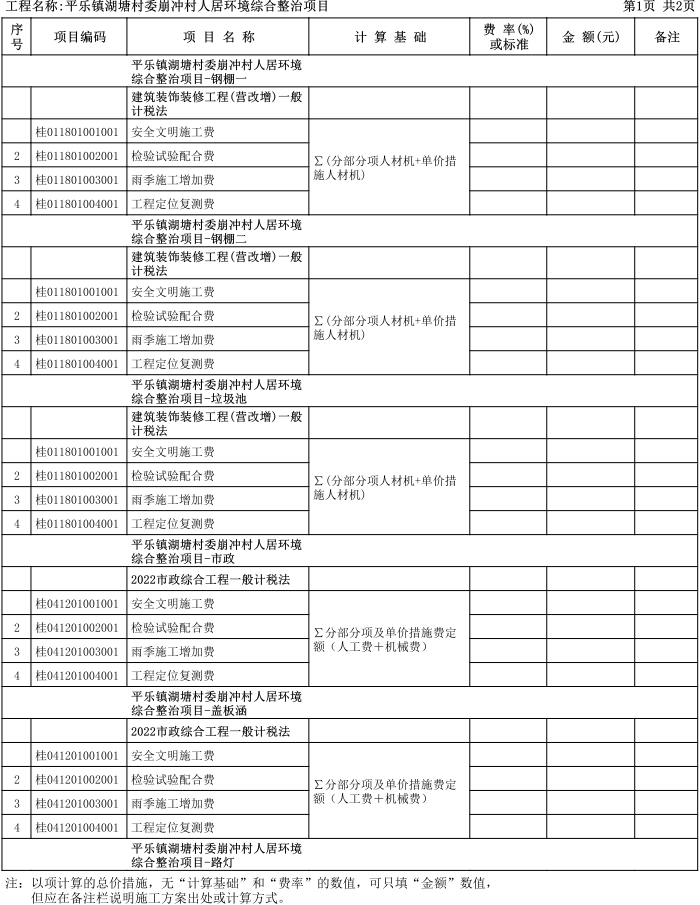 工程名称:平乐镇湖塘村委崩冲村人居环境综合整治项目 第1页 共2页
序号 项目编码 项 目 名 称 计 算 基 础 费 率(%)或标准 金 额(元) 备注
平乐镇湖塘村委崩冲村人居环境
综合整治项目-钢棚一
建筑装饰装修工程(营改增)一般
计税法
桂011801001001 安全文明施工费
2 桂011801002001 检验试验配合费
Σ(分部分项人材机+单价措
施人材机)
3 桂011801003001 雨季施工增加费
4 桂011801004001 工程定位复测费
平乐镇湖塘村委崩冲村人居环境
综合整治项目-钢棚二
建筑装饰装修工程(营改增)一般
计税法
桂011801001001 安全文明施工费
2 桂011801002001 检验试验配合费
Σ(分部分项人材机+单价措
施人材机)
3 桂011801003001 雨季施工增加费
4 桂011801004001 工程定位复测费
平乐镇湖塘村委崩冲村人居环境
综合整治项目-垃圾池
建筑装饰装修工程(营改增)一般
计税法
桂011801001001 安全文明施工费
2 桂011801002001 检验试验配合费
Σ(分部分项人材机+单价措
施人材机)
3 桂011801003001 雨季施工增加费
4 桂011801004001 工程定位复测费
平乐镇湖塘村委崩冲村人居环境
综合整治项目-市政
2022市政综合工程一般计税法
桂041201001001 安全文明施工费
2 桂041201002001 检验试验配合费
Σ分部分项及单价措施费定
额（人工费＋机械费）
3 桂041201003001 雨季施工增加费
4 桂041201004001 工程定位复测费
平乐镇湖塘村委崩冲村人居环境
综合整治项目-盖板涵
2022市政综合工程一般计税法
桂041201001001 安全文明施工费
2 桂041201002001 检验试验配合费
Σ分部分项及单价措施费定
额（人工费＋机械费）
3 桂041201003001 雨季施工增加费
4 桂041201004001 工程定位复测费
平乐镇湖塘村委崩冲村人居环境
综合整治项目-路灯
注：以项计算的总价措施，无“计算基础”和“费率”的数值，可只填“金额”数值，
但应在备注栏说明施工方案出处或计算方式。